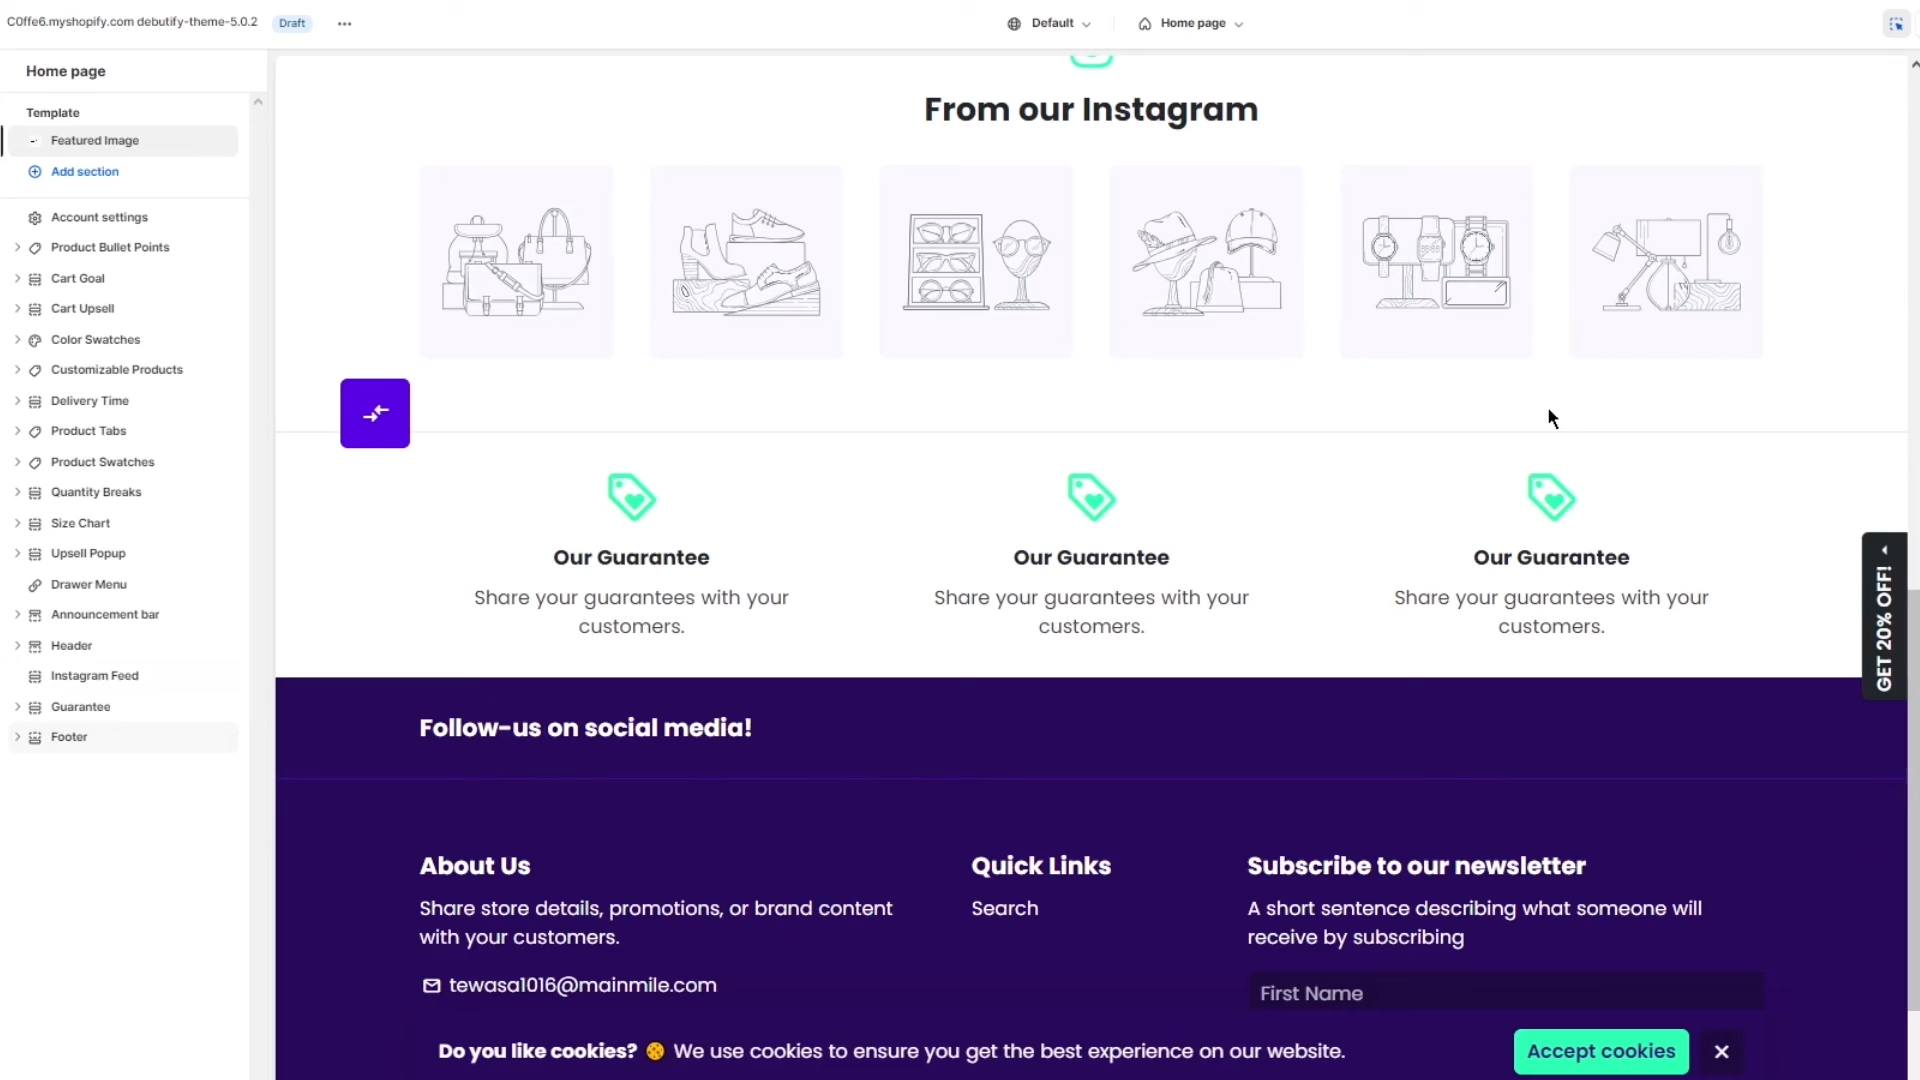 C0ffe6.myshopify.com debutify-theme-5.0.2 Draft
Default
Home page
Home page
Template
Featured Image
Add section
Account settings
Product Bullet Points
Cart Goal
Cart Upsell
Color Swatches
Customizable Products
Delivery Time
Product Tabs
Product Swatches
Quantity Breaks
Size Chart
Upsell Popup
Drawer Menu
Announcement bar
Header
Instagram Feed
Guarantee
Footer
From our Instagram
Our Guarantee
Share your guarantees with your
customers.
Our Guarantee
Share your guarantees with your
customers.
Our Guarantee
Share your guarantees with your
customers.
GET 20% OFF!
Follow-us on social media!
About Us
Share store details, promotions, or brand content
with your customers.
tewasa1016@mainmile.com
Quick Links
Search
Subscribe to our newsletter
A short sentence describing what someone will
receive by subscribing
First Name
Do you like cookies? 🍪 We use cookies to ensure you get the best experience on our website.
Accept cookies